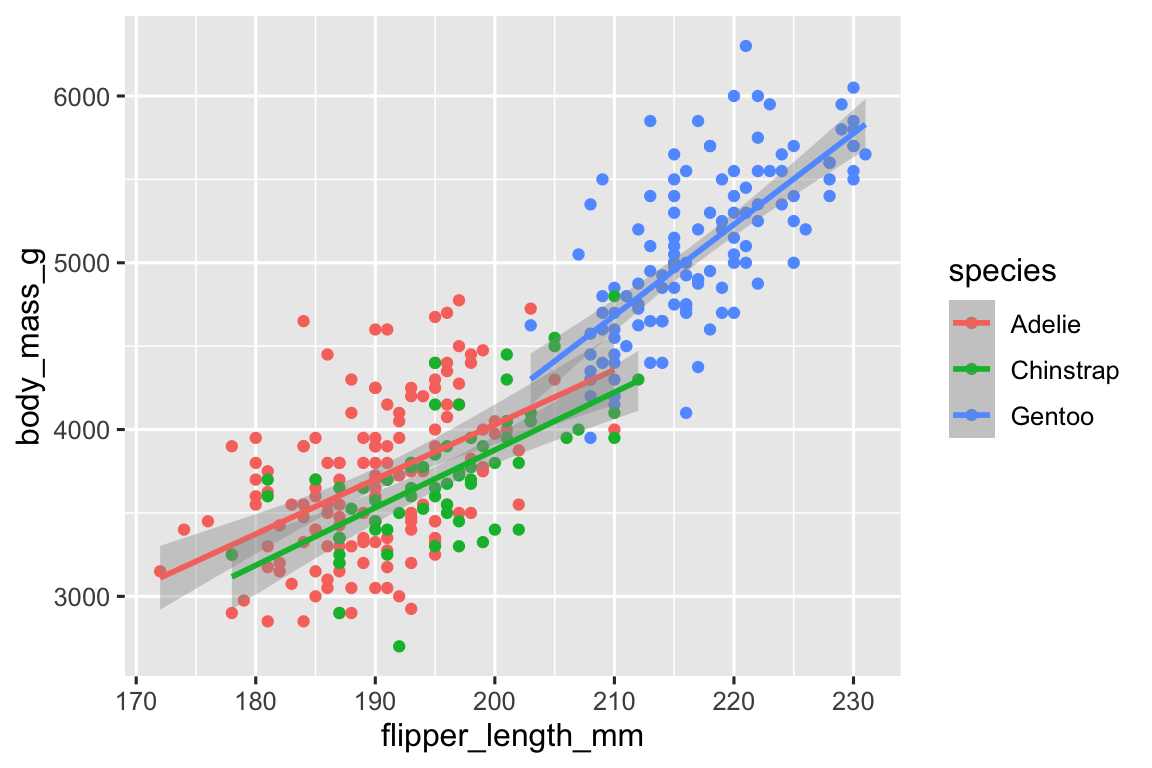 6000
5000
4000
3000
body_mass_g
170 180 190 200 210 220 230
flipper_length_mm
species
Adelie
Chinstrap
Gentoo